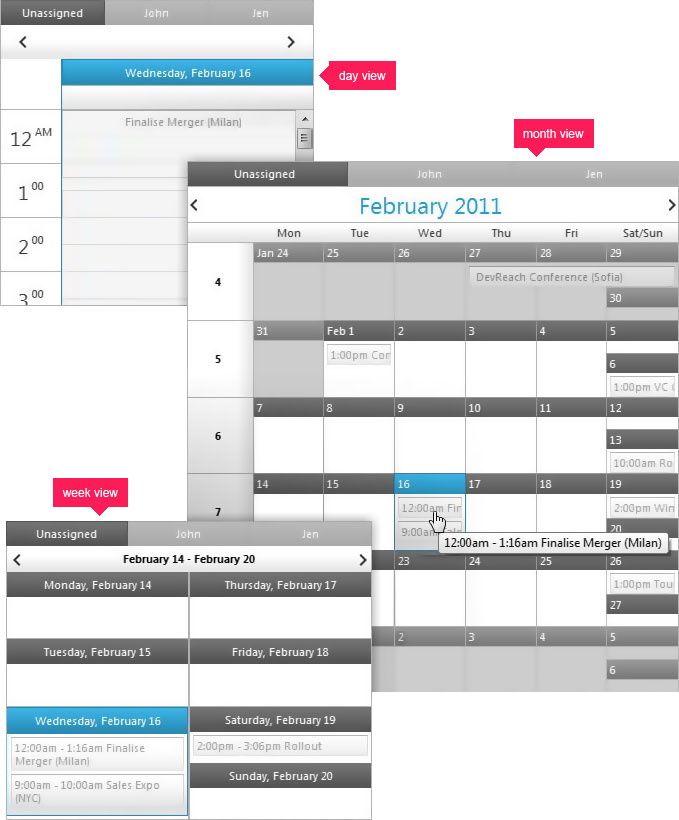 Unassigned John Jen
Wednesday, February 16
day view
12 AM
Finalise Merger (Milan)
1 00
2 00
3 00
month view
Unassigned John Jen
February 2011
Mon Tue Wed Thu Fri Sat/Sun
4
Jan 24 25 26 27 28 29
DevReach Conference (Sofia)
30
5
31 Feb 1 2 3 4 5
1:00pm Con
6
1:00pm VC
6
7 8 9 10 11 12
13
10:00am Ro
7
14 15 16 17 18 19
12:00am Fin
2:00pm Win
9:00am
20
12:00am - 1:16am Finalise Merger (Milan)
23 24 25 26
1:00pm Tou
27
2 3 4 5
6
week view
Unassigned John Jen
February 14 - February 20
Monday, February 14
Thursday, February 17
Tuesday, February 15
Friday, February 18
Wednesday, February 16
Saturday, February 19
12:00am - 1:16am Finalise
Merger (Milan)
2:00pm - 3:06pm Rollout
9:00am - 10:00am Sales Expo
(NYC)
Sunday, February 20